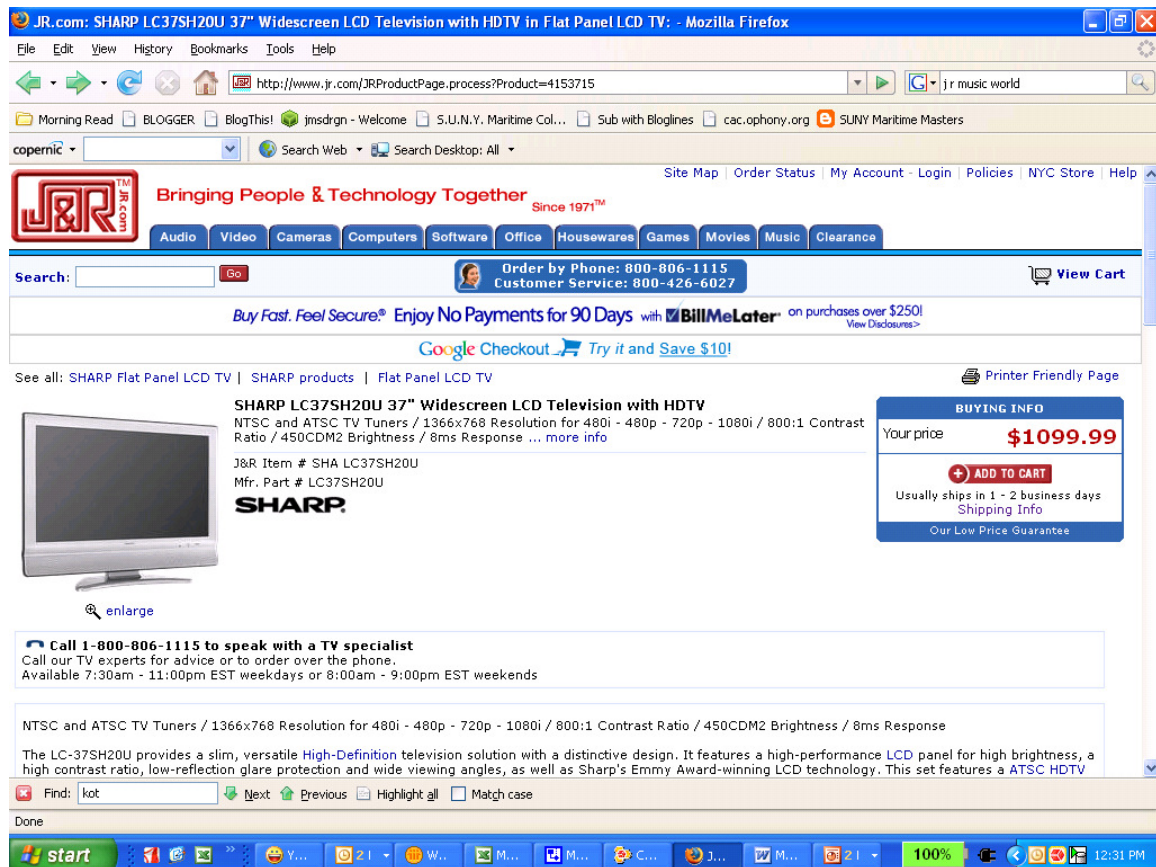 JR.com: SHARP LC37SH20U 37" Widescreen LCD Television with HDTV in Flat Panel LCD TV: - Mozilla Firefox
File Edit View History Bookmarks Tools Help
http://www.jr.com/JRProductPage.process?Product=4153715 G j r music world
Morning Read BLOGGER BlogThis! jmsdrgn - Welcome S.U.N.Y. Maritime Col... Sub with Bloglines cac.ophony.org SUNY Maritime Masters
copernic Search Web Search Desktop: All
Site Map | Order Status | My Account - Login | Policies | NYC Store | Help
J&R JR.com TM Bringing People & Technology Together Since 1971™
Audio Video Cameras Computers Software Office Housewares Games Movies Music Clearance
Search: Go Order by Phone: 800-806-1115 View Cart
Customer Service: 800-426-6027
Buy Fast. Feel Secure.® Enjoy No Payments for 90 Days with BillMeLater® on purchases over $250!
View Disclosures>
Google Checkout Try it and Save $10!
See all: SHARP Flat Panel LCD TV | SHARP products | Flat Panel LCD TV Printer Friendly Page
SHARP LC37SH20U 37" Widescreen LCD Television with HDTV
NTSC and ATSC TV Tuners / 1366x768 Resolution for 480i - 480p - 720p - 1080i / 800:1 Contrast
Ratio / 450CDM2 Brightness / 8ms Response ... more info
J&R Item # SHA LC37SH20U
Mfr. Part # LC37SH20U
SHARP
BUYING INFO
Your price $1099.99
ADD TO CART
Usually ships in 1 - 2 business days
Shipping Info
Our Low Price Guarantee
enlarge
Call 1-800-806-1115 to speak with a TV specialist
Call our TV experts for advice or to order over the phone.
Available 7:30am - 11:00pm EST weekdays or 8:00am - 9:00pm EST weekends
NTSC and ATSC TV Tuners / 1366x768 Resolution for 480i - 480p - 720p - 1080i / 800:1 Contrast Ratio / 450CDM2 Brightness / 8ms Response
The LC-37SH20U provides a slim, versatile High-Definition television solution with a distinctive design. It features a high-performance LCD panel for high brightness, a
high contrast ratio, low-reflection glare protection and wide viewing angles, as well as Sharp's Emmy Award-winning LCD technology. This set features a ATSC HDTV
Find: kot Next Previous Highlight all Match case
Done
start Y... 2 I W... M... M... C... J... M... 2 I 100% 12:31 PM